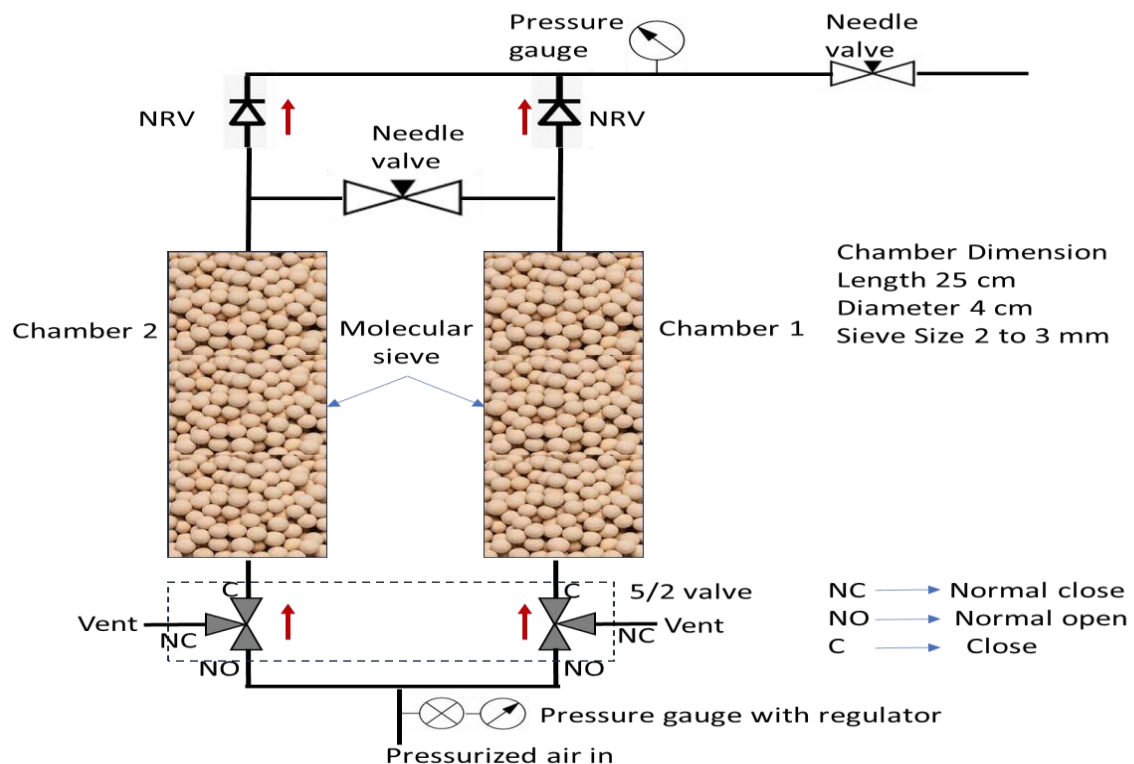 Pressure
gauge
Needle
valve
NRV
NRV
Needle
valve
Chamber 2
Molecular
sieve
Chamber 1
Chamber Dimension
Length 25 cm
Diameter 4 cm
Sieve Size 2 to 3 mm
C
C
5/2 valve
Vent
NC
NC
Vent
NO
NO
NC Normal close
NO Normal open
C Close
Pressure gauge with regulator
Pressurized air in